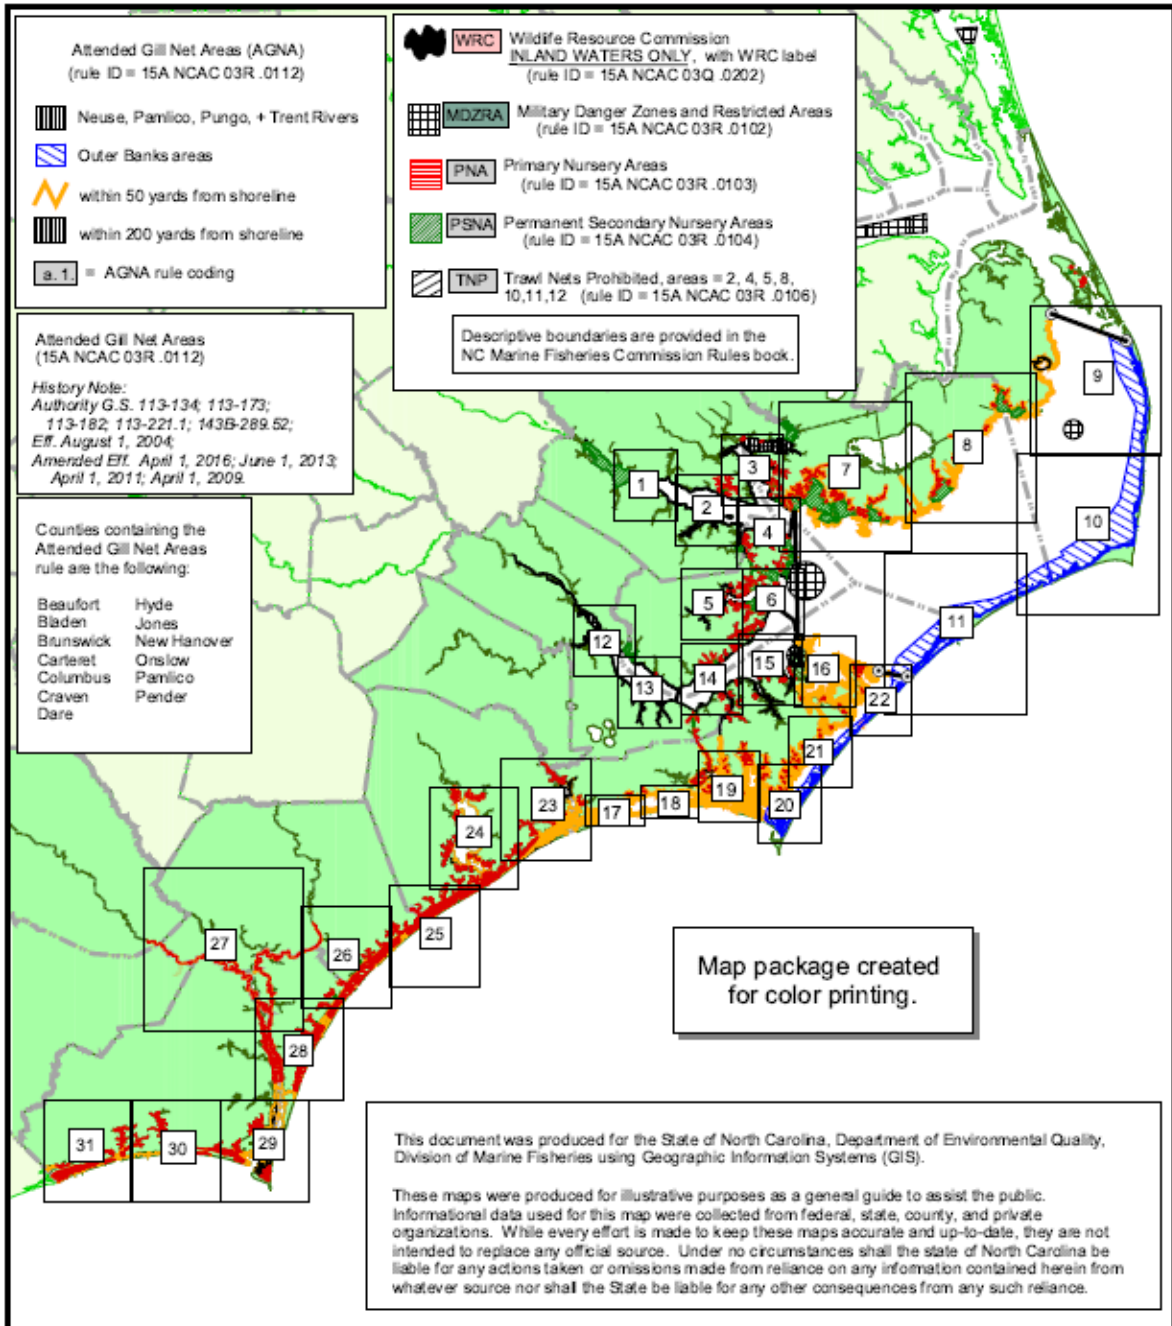 Attended Gill Net Areas (AGNA)
(rule ID = 15A NCAC 03R .0112)
Neuse, Pamlico, Pungo, + Trent Rivers
Outer Banks areas
within 50 yards from shoreline
within 200 yards from shoreline
a. 1. = AGNA rule coding
WRC Wildlife Resource Commission
INLAND WATERS ONLY, with WRC label
(rule ID = 15A NCAC 03Q .0202)
MDZRA Military Danger Zones and Restricted Areas
(rule ID = 15A NCAC 03R .0102)
PNA Primary Nursery Areas
(rule ID = 15A NCAC 03R .0103)
PSNA Permanent Secondary Nursery Areas
(rule ID = 15A NCAC 03R .0104)
TNP Trawl Nets Prohibited, areas = 2, 4, 5, 8,
10,11,12 (rule ID = 15A NCAC 03R .0106)
Descriptive boundaries are provided in the
NC Marine Fisheries Commission Rules book.
Attended Gill Net Areas
(15A NCAC 03R .0112)
History Note:
Authority G.S. 113-134; 113-173;
113-182; 113-221.1; 143B-289.52;
Eff. August 1, 2004;
Amended Eff. April 1, 2016; June 1, 2013;
April 1, 2011; April 1, 2009.
Counties containing the
Attended Gill Net Areas
rule are the following:
Beaufort Hyde
Bladen Jones
Brunswick New Hanover
Carteret Onslow
Columbus Pamlico
Craven Pender
Dare
9
8
7
3
1
2
10
4
5
6
11
12
15
16
14
13
22
21
19
18
17
23
20
24
25
27
26
28
31
30
29
Map package created
for color printing.
This document was produced for the State of North Carolina, Department of Environmental Quality,
Division of Marine Fisheries using Geographic Information Systems (GIS).
These maps were produced for illustrative purposes as a general guide to assist the public.
Informational data used for this map were collected from federal, state, county, and private
organizations. While every effort is made to keep these maps accurate and up-to-date, they are not
intended to replace any official source. Under no circumstances shall the state of North Carolina be
liable for any actions taken or omissions made from reliance on any information contained herein from
whatever source nor shall the State be liable for any other consequences from any such reliance.